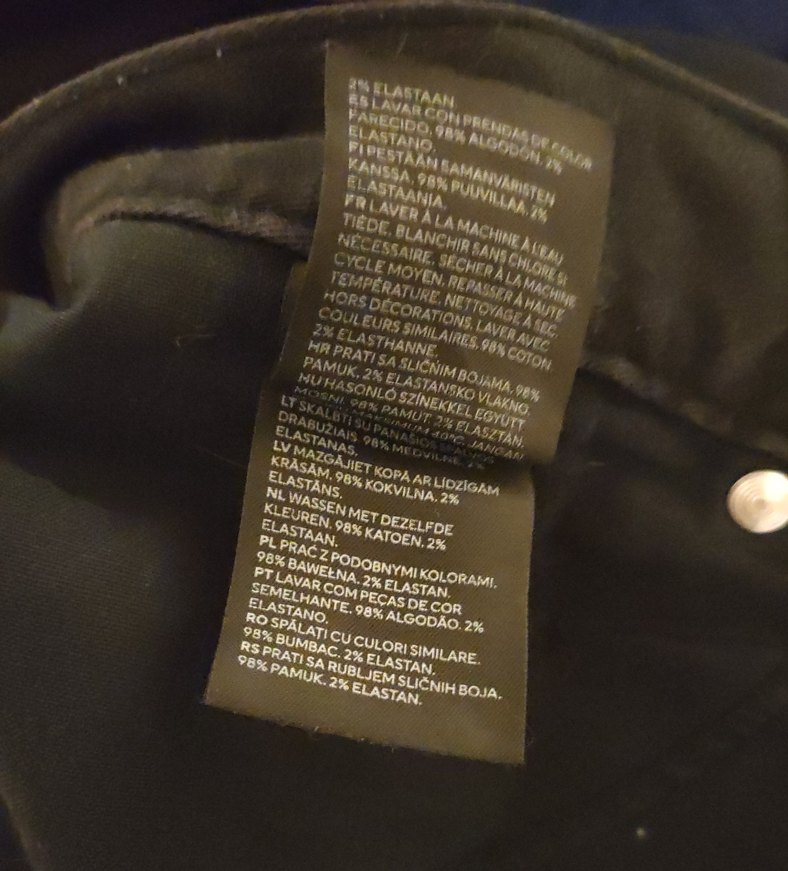 2% ELASTAAN.
ES LAVAR CON PRENDAS DE COLOR
PARECIDO. 98% ALGODÓN. 2%
ELASTANO.
FI PESTÄÄN SAMANVÄRISTEN
KANSSA. 98% PUUVILLAA. 2%
ELASTAANIA.
FR LAVER À LA MACHINE À L'EAU
TIÈDE. BLANCHIR SANS CHLORE SI
NÉCESSAIRE. SÉCHER À LA MACHINE
CYCLE MOYEN. REPASSER À HAUTE
TEMPÉRATURE. NETTOYAGE À SEC
HORS DÉCORATIONS. LAVER AVEC
COULEURS SIMILAIRES. 98% COTON.
2% ELASTHANNE.
HR PRATI SA SLIČNIM BOJAMA. 98%
PAMUK. 2% ELASTANSKO VLAKNO.
HU HASONLÓ SZÍNEKKEL EGYÜTT
MOSNI. 98% PAMUT. 2% ELASZTÁN.
MAXIMUM 40°C. JANGAN
LT SKALBTI SU PANAŠIOS SPALVOS
DRABUŽIAIS. 98% MEDVILNĖ. 2%
ELASTANAS.
LV MAZGĀJIET KOPĀ AR LĪDZĪGĀM
KRĀSĀM. 98% KOKVILNA. 2%
ELASTĀNS.
NL WASSEN MET DEZELFDE
KLEUREN. 98% KATOEN. 2%
ELASTAAN.
PL PRAĆ Z PODOBNYMI KOLORAMI.
98% BAWEŁNA. 2% ELASTAN.
PT LAVAR COM PEÇAS DE COR
SEMELHANTE. 98% ALGODÃO. 2%
ELASTANO.
RO SPĂLAȚI CU CULORI SIMILARE.
98% BUMBAC. 2% ELASTAN.
RS PRATI SA RUBLJEM SLIČNIH BOJA.
98% PAMUK. 2% ELASTAN.